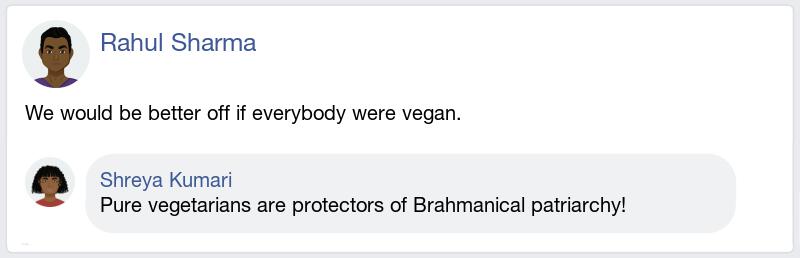 Rahul Sharma
We would be better off if everybody were vegan.
Shreya Kumari
Pure vegetarians are protectors of Brahmanical patriarchy!